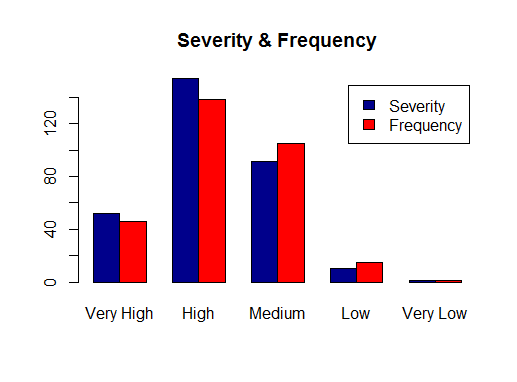 Severity & Frequency
Severity
Frequency
120
80
40
0
Very High High Medium Low Very Low